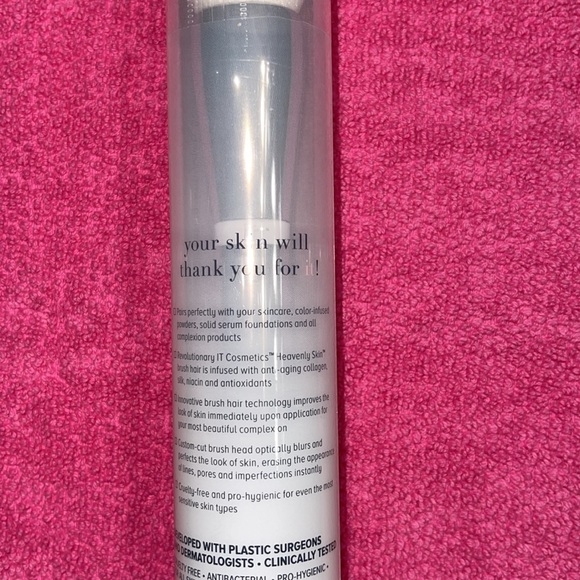 your skin will
thank you for it!
Pairs perfectly with your skincare, color-infused
powders, solid serum foundations and all
complexion products
Revolutionary IT Cosmetics™ Heavenly Skin™
brush hair is infused with anti-aging collagen,
silk, niacin and antioxidants
Innovative brush hair technology improves the
look of skin immediately upon application for
your most beautiful complexion
Custom-cut brush head optically blurs and
perfects the look of skin, erasing the appearance
of lines, pores and imperfections instantly
Cruelty-free and pro-hygienic for even the most
sensitive skin types
DEVELOPED WITH PLASTIC SURGEONS
AND DERMATOLOGISTS • CLINICALLY TESTED
CRUELTY FREE • ANTIBACTERIAL • PRO-HYGIENIC •